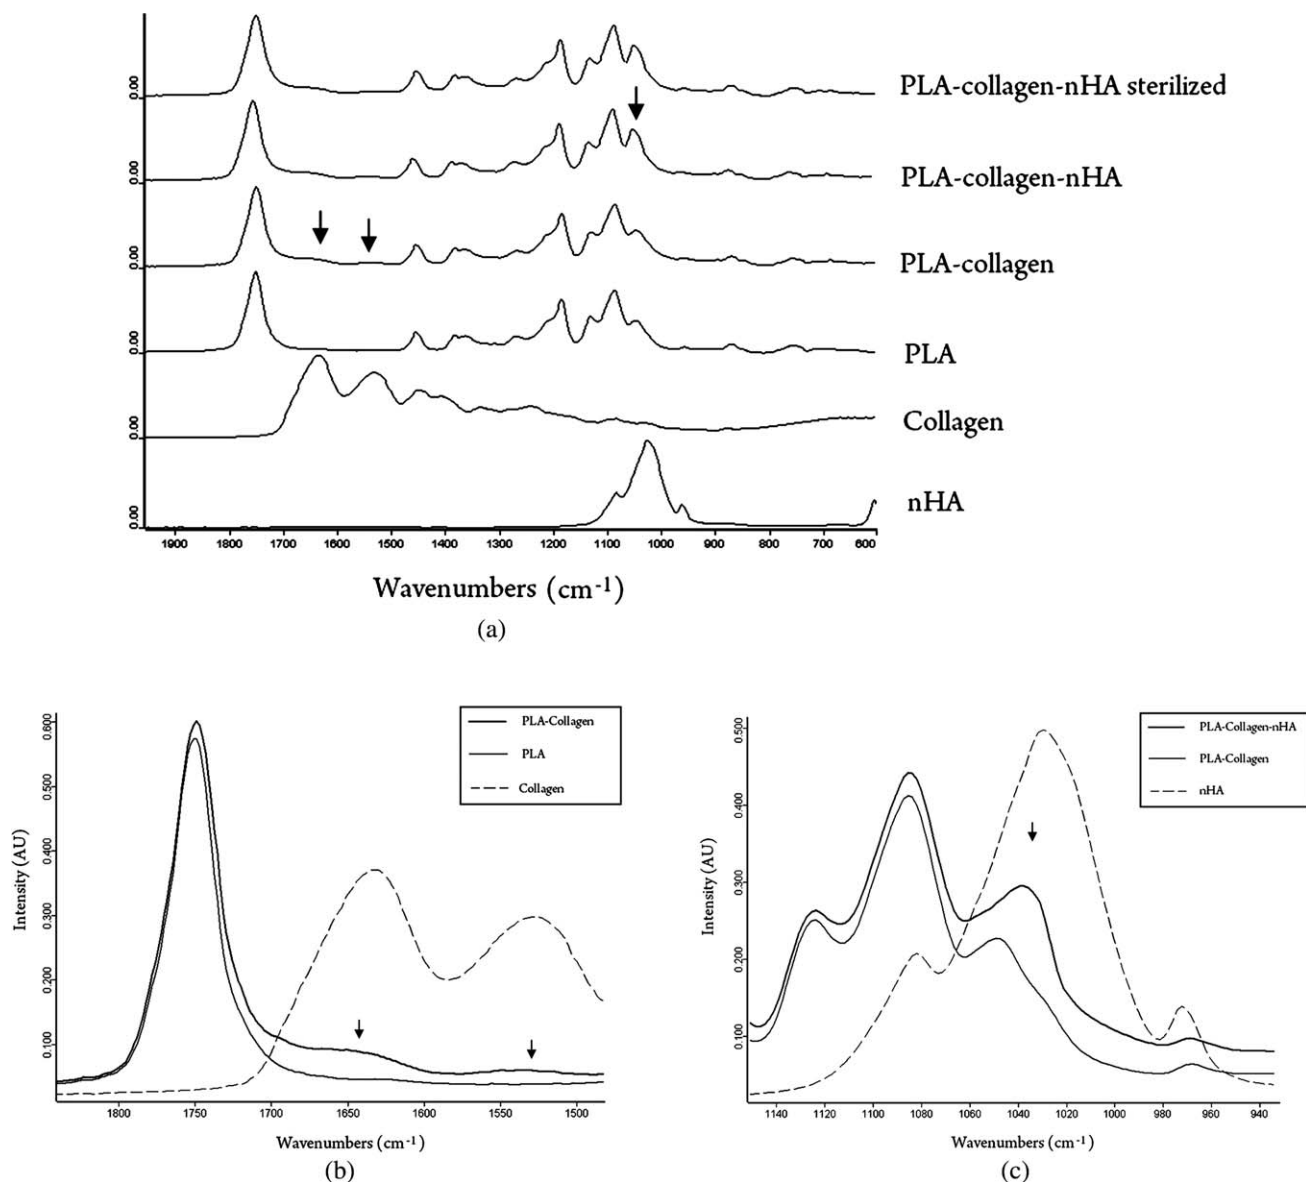 0.00
PLA-collagen-nHA sterilized
0.00
PLA-collagen-nHA
0.00
PLA-collagen
0.00
PLA
0.00
Collagen
0.00
nHA
1900 1800 1700 1600 1500 1400 1300 1200 1100 1000 900 800 700 600
Wavenumbers (cm-1)
(a)
0.600
0.500
0.400
0.300
0.200
0.100
Intensity (AU)
PLA-Collagen
PLA
Collagen
1800 1750 1700 1650 1600 1550 1500
Wavenumbers (cm-1)
(b)
0.500
0.400
0.300
0.200
0.100
Intensity (AU)
PLA-Collagen-nHA
PLA-Collagen
nHA
1140 1120 1100 1080 1060 1040 1020 1000 980 960 940
Wavenumbers (cm-1)
(c)